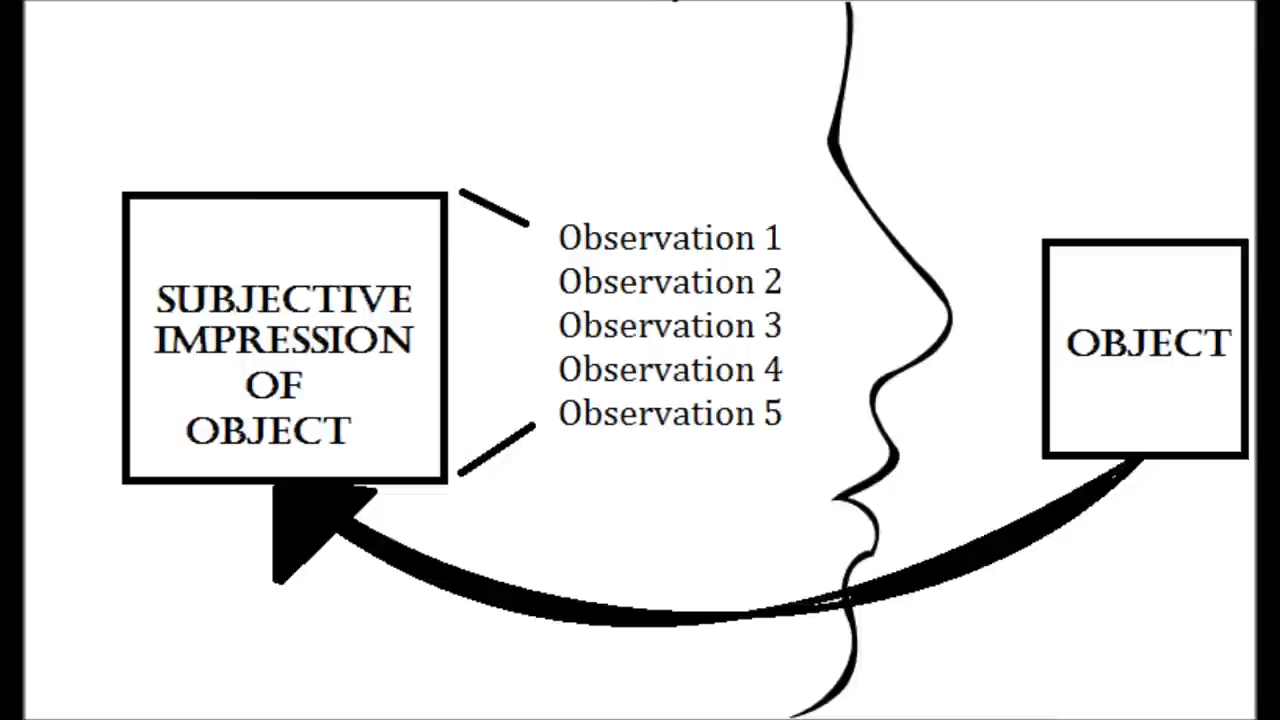 SUBJECTIVE
IMPRESSION
OF
OBJECT
Observation 1
Observation 2
Observation 3
Observation 4
Observation 5
OBJECT